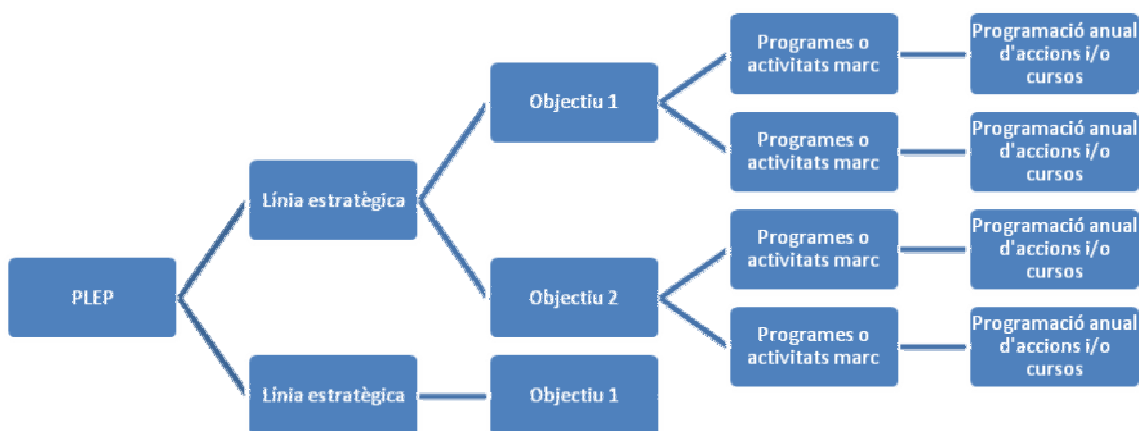 PLEP
Línia estratègica
Objectiu 1
Programes o
activitats marc
Programació anual
d'accions i/o
cursos
Programes o
activitats marc
Programació anual
d'accions i/o
cursos
Objectiu 2
Programes o
activitats marc
Programació anual
d'accions i/o
cursos
Programes o
activitats marc
Programació anual
d'accions i/o
cursos
Línia estratègica
Objectiu 1